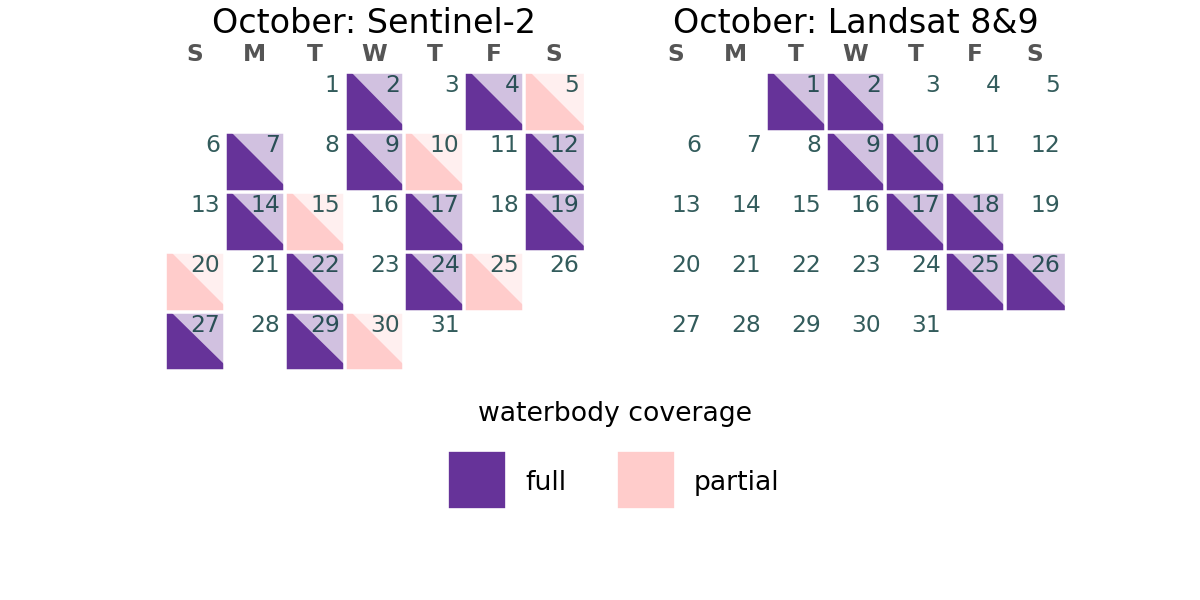 October: Sentinel-2
S M T W T F S
1 2 3 4 5
6 7 8 9 10 11 12
13 14 15 16 17 18 19
20 21 22 23 24 25 26
27 28 29 30 31
October: Landsat 8&9
S M T W T F S
1 2 3 4 5
6 7 8 9 10 11 12
13 14 15 16 17 18 19
20 21 22 23 24 25 26
27 28 29 30 31
waterbody coverage
full partial